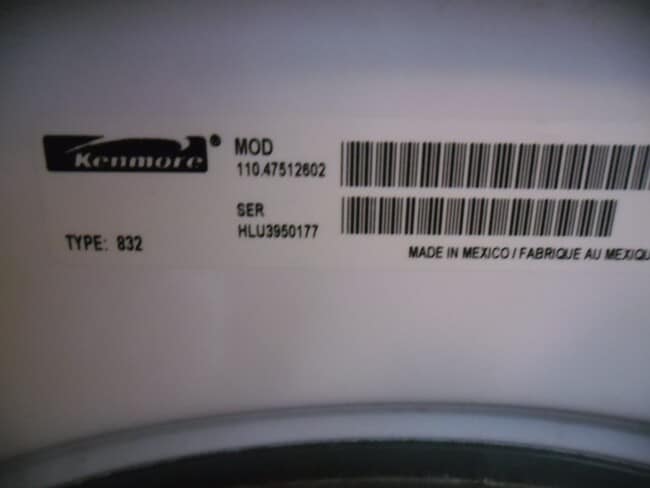 Kenmore®
MOD
110.47512602
SER
HLU3950177
TYPE: 832
MADE IN MEXICO / FABRIQUE AU MEXIQU